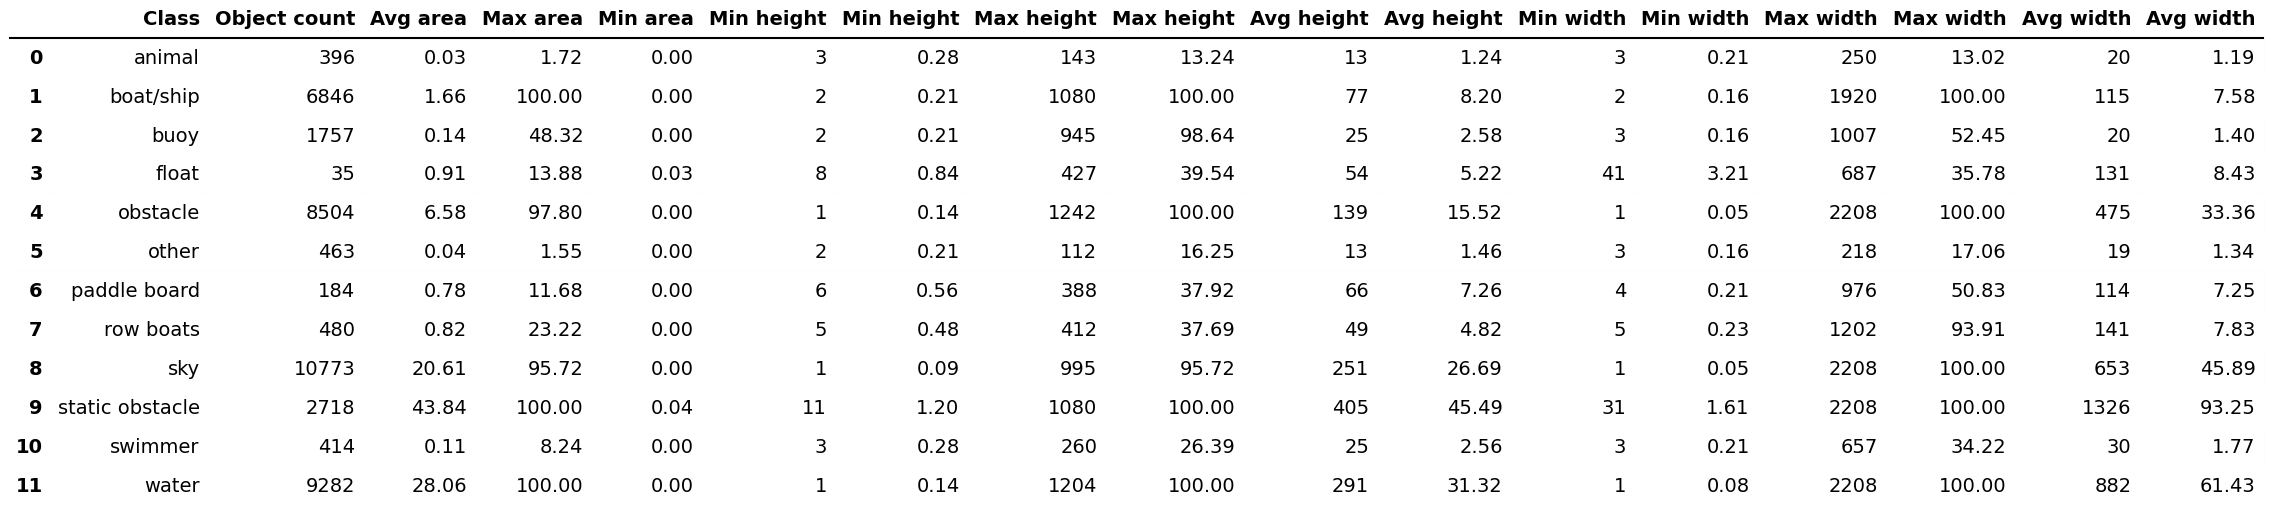 Class Object count Avg area Max area Min area Min height Min height Max height Max height Avg height Avg height Min width Min width Max width Max width Avg width Avg width
0 animal 396 0.03 1.72 0.00 3 0.28 143 13.24 13 1.24 3 0.21 250 13.02 20 1.19
1 boat/ship 6846 1.66 100.00 0.00 2 0.21 1080 100.00 77 8.20 2 0.16 1920 100.00 115 7.58
2 buoy 1757 0.14 48.32 0.00 2 0.21 945 98.64 25 2.58 3 0.16 1007 52.45 20 1.40
3 float 35 0.91 13.88 0.03 8 0.84 427 39.54 54 5.22 41 3.21 687 35.78 131 8.43
4 obstacle 8504 6.58 97.80 0.00 1 0.14 1242 100.00 139 15.52 1 0.05 2208 100.00 475 33.36
5 other 463 0.04 1.55 0.00 2 0.21 112 16.25 13 1.46 3 0.16 218 17.06 19 1.34
6 paddle board 184 0.78 11.68 0.00 6 0.56 388 37.92 66 7.26 4 0.21 976 50.83 114 7.25
7 row boats 480 0.82 23.22 0.00 5 0.48 412 37.69 49 4.82 5 0.23 1202 93.91 141 7.83
8 sky 10773 20.61 95.72 0.00 1 0.09 995 95.72 251 26.69 1 0.05 2208 100.00 653 45.89
9 static obstacle 2718 43.84 100.00 0.04 11 1.20 1080 100.00 405 45.49 31 1.61 2208 100.00 1326 93.25
10 swimmer 414 0.11 8.24 0.00 3 0.28 260 26.39 25 2.56 3 0.21 657 34.22 30 1.77
11 water 9282 28.06 100.00 0.00 1 0.14 1204 100.00 291 31.32 1 0.08 2208 100.00 882 61.43